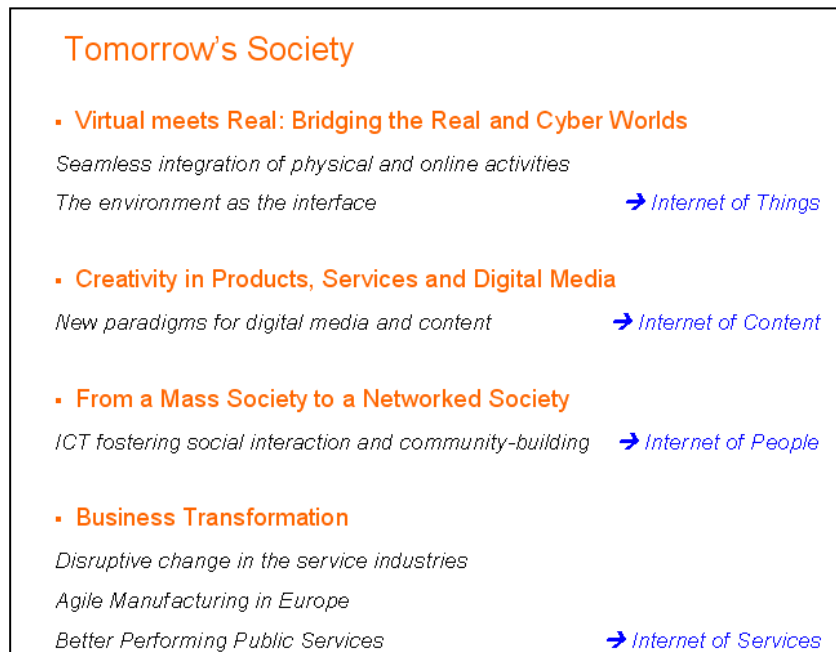 Tomorrow's Society
▪ Virtual meets Real: Bridging the Real and Cyber Worlds
Seamless integration of physical and online activities
The environment as the interface ➔ Internet of Things
▪ Creativity in Products, Services and Digital Media
New paradigms for digital media and content ➔ Internet of Content
▪ From a Mass Society to a Networked Society
ICT fostering social interaction and community-building ➔ Internet of People
▪ Business Transformation
Disruptive change in the service industries
Agile Manufacturing in Europe
Better Performing Public Services ➔ Internet of Services